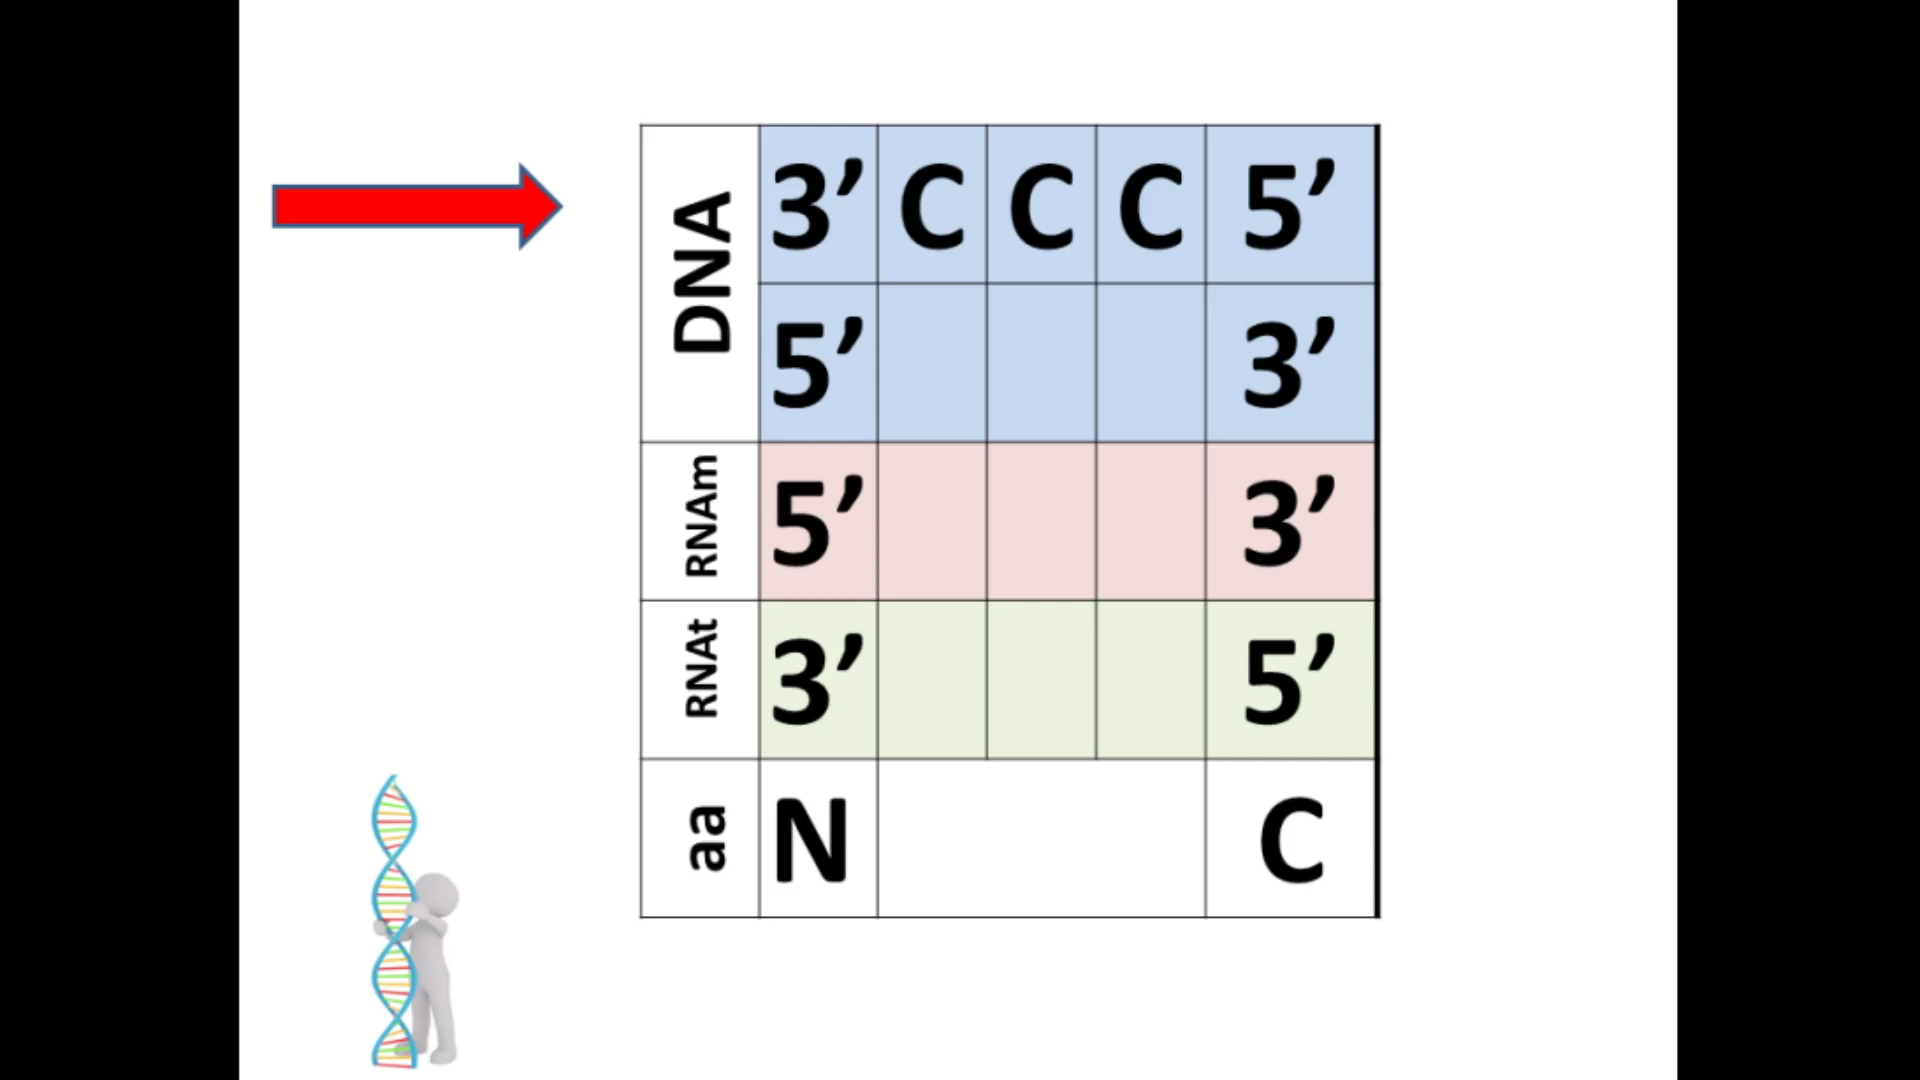 DNA 3’ C C C 5’
5’ 3’
RNAm 5’ 3’
RNAt 3’ 5’
aa N C